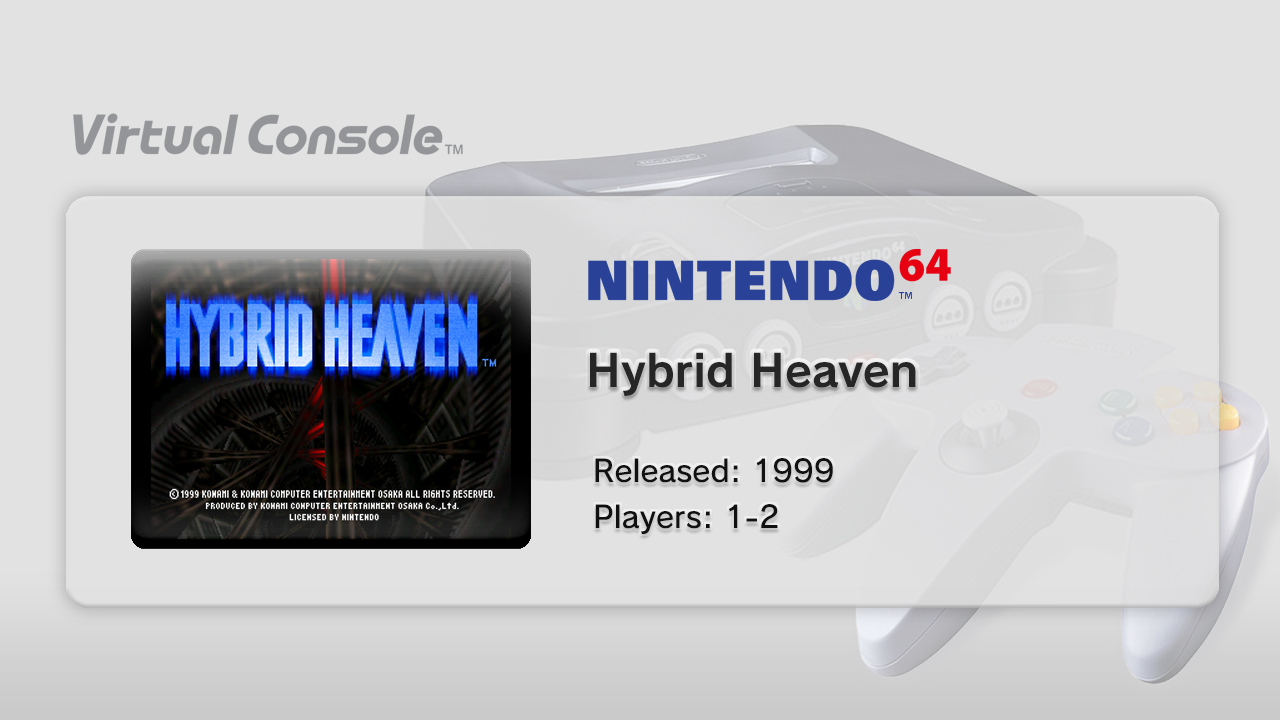 Virtual Console™
HYBRID HEAVEN™
© 1999 KONAMI & KONAMI COMPUTER ENTERTAINMENT OSAKA ALL RIGHTS RESERVED.
PRODUCED BY KONAMI COMPUTER ENTERTAINMENT OSAKA Co.,Ltd.
LICENSED BY NINTENDO
NINTENDO64™
Hybrid Heaven
Released: 1999
Players: 1-2